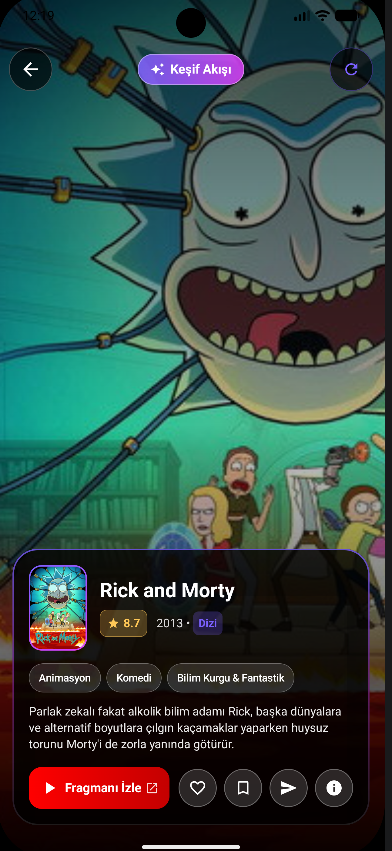 12:19
Keşif Akışı
Rick and Morty
8.7 2013 • Dizi
Animasyon Komedi Bilim Kurgu & Fantastik
Parlak zekalı fakat alkolik bilim adamı Rick, başka dünyalara
ve alternatif boyutlara çılgın kaçamaklar yaparken huysuz
torunu Morty'i de zorla yanında götürür.
Fragmanı İzle